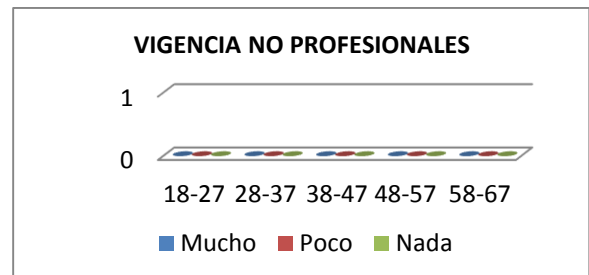 VIGENCIA NO PROFESIONALES
1
0
18-27 28-37 38-47 48-57 58-67
Mucho Poco Nada